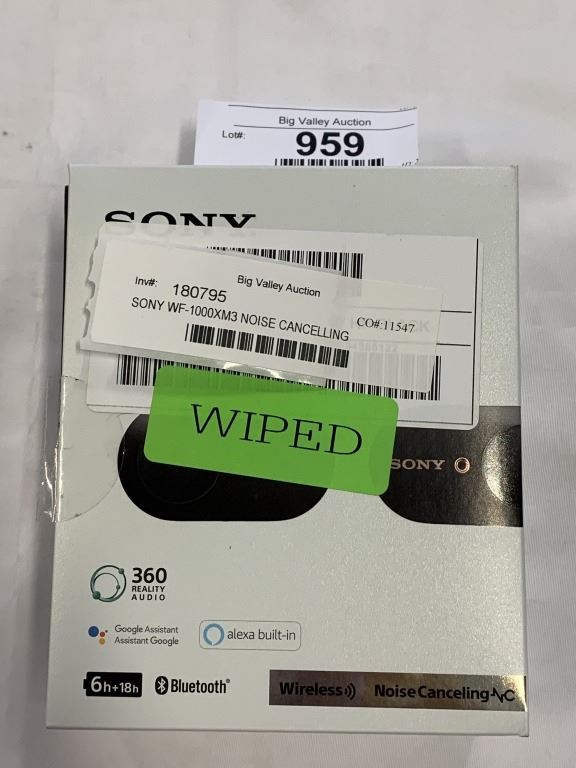 Big Valley Auction
Lot#:
959
SONY
Big Valley Auction
Inv#: 180795
SONY WF-1000XM3 NOISE CANCELLING
CO#:11547
WIPED
SONY
360
REALITY
AUDIO
Google Assistant
Assistant Google
alexa built-in
6h+18h
Bluetooth®
Wireless
Noise Canceling